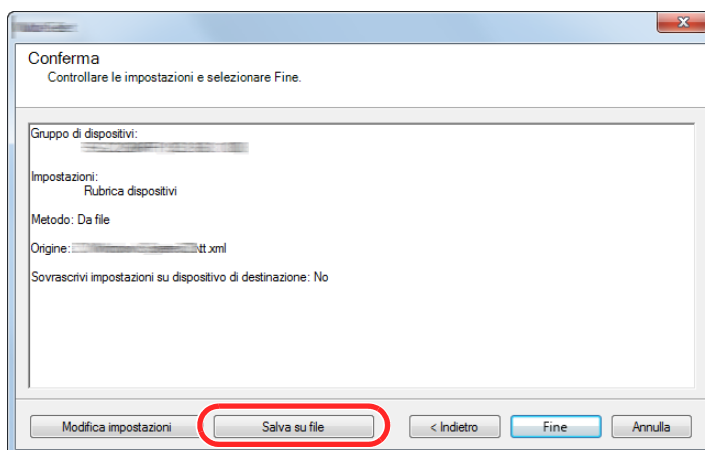 Conferma
Controllare le impostazioni e selezionare Fine.
Gruppo di dispositivi:
Impostazioni:
Rubrica dispositivi
Metodo: Da file
Origine: \tt.xml
Sovrascrivi impostazioni su dispositivo di destinazione: No
Modifica impostazioni Salva su file < Indietro Fine Annulla